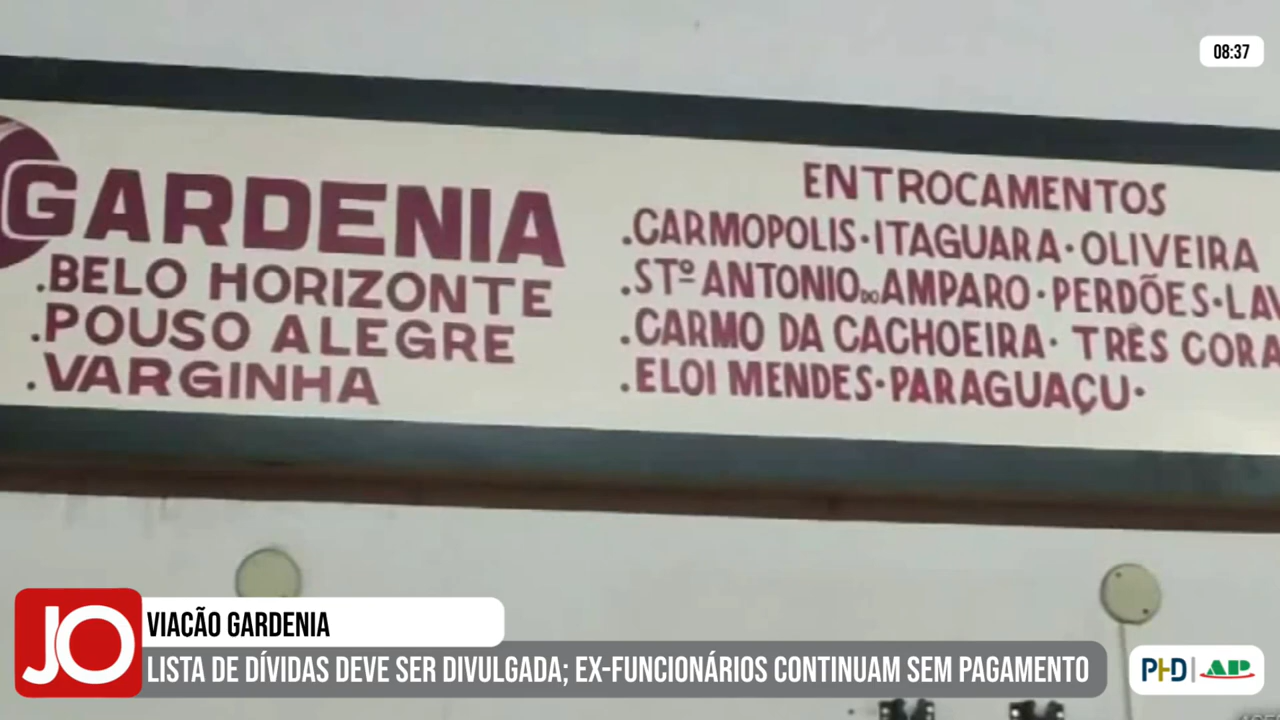 08:37
GARDENIA
.BELO HORIZONTE
.POUSO ALEGRE
.VARGINHA
ENTROCAMENTOS
.CARMOPOLIS·ITAGUARA·OLIVEIRA
.STº ANTONIO DO AMPARO·PERDÕES·
.CARMO DA CACHOEIRA· TRÊS
.ELOI MENDES·PARAGUAÇU·
JO
VIACÃO GARDENIA
LISTA DE DÍVIDAS DEVE SER DIVULGADA; EX-FUNCIONÁRIOS CONTINUAM SEM PAGAMENTO
PHD | AP